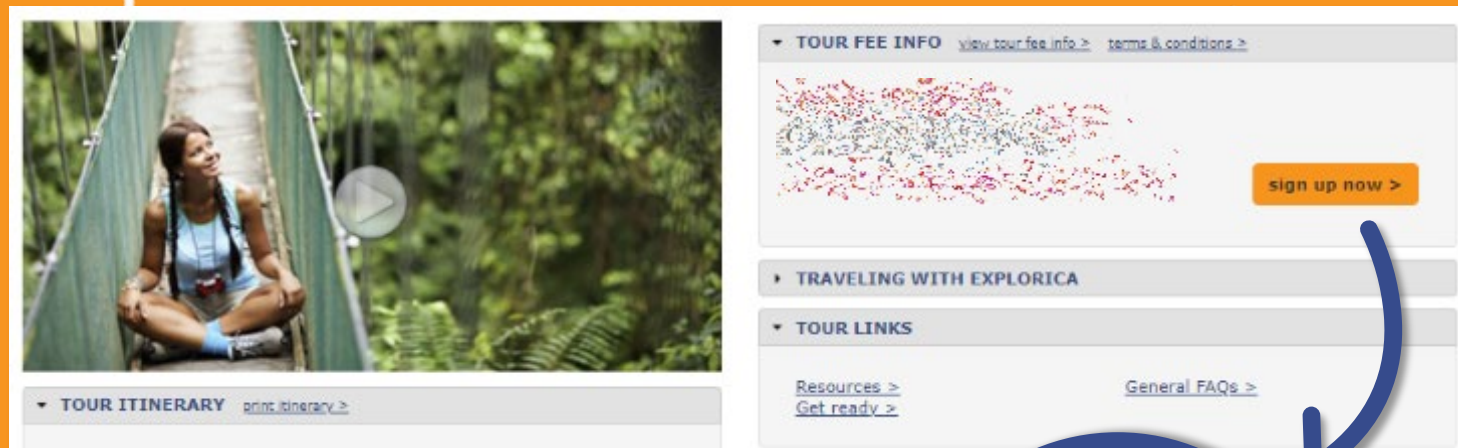 TOUR FEE INFO view tour fee info > terms & conditions >
sign up now >
TRAVELING WITH EXPLORICA
TOUR LINKS
Resources > General FAQs >
Get ready >
TOUR ITINERARY print itinerary >